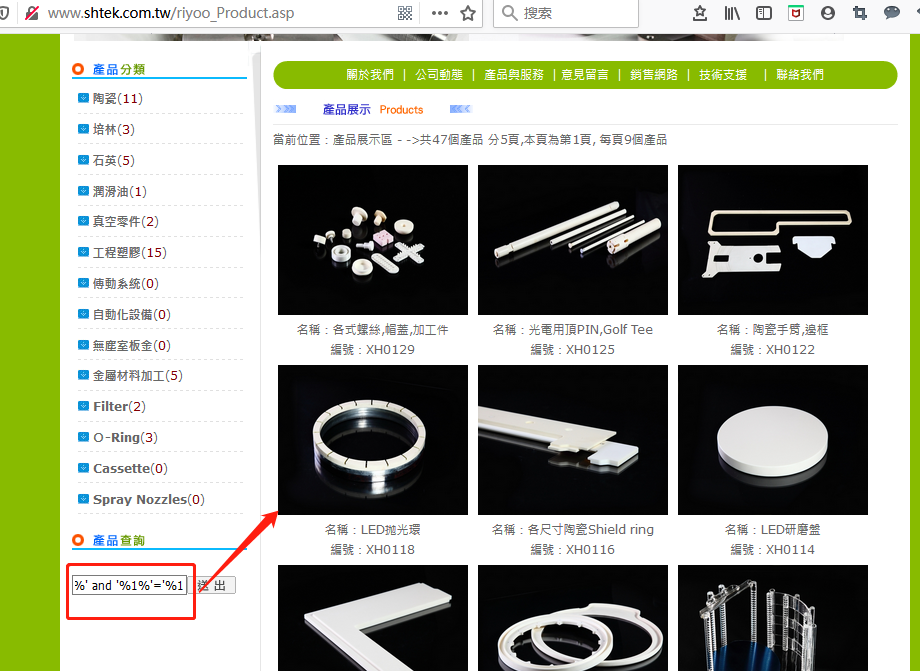 www.shtek.com.tw/riyoo_Product.asp
搜索
產品分類
陶瓷(11)
培林(3)
石英(5)
潤滑油(1)
真空零件(2)
工程塑膠(15)
傳動系統(0)
自動化設備(0)
無塵室板金(0)
金屬材料加工(5)
Filter(2)
O-Ring(3)
Cassette(0)
Spray Nozzles(0)
產品查詢
%' and '%1%'='%1
送 出
關於我們 | 公司動態 | 產品與服務 | 意見留言 | 銷售網路 | 技術支援 | 聯絡我們
產品展示 Products
當前位置：產品展示區 - ->共47個產品 分5頁,本頁為第1頁, 每頁9個產品
名稱：各式螺絲,帽蓋,加工件
編號：XH0129
名稱：光電用頂PIN,Golf Tee
編號：XH0125
名稱：陶瓷手臂,邊框
編號：XH0122
名稱：LED拋光環
編號：XH0118
名稱：各尺寸陶瓷Shield ring
編號：XH0116
名稱：LED研磨盤
編號：XH0114